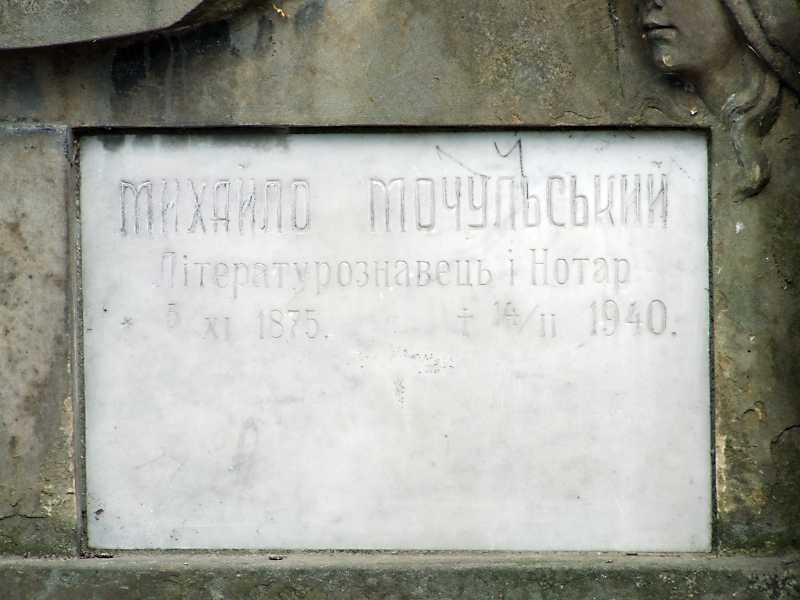 Михайло Мочульський
Літературознавець і Нотар
* 5 XI 1875. † 14/II 1940.